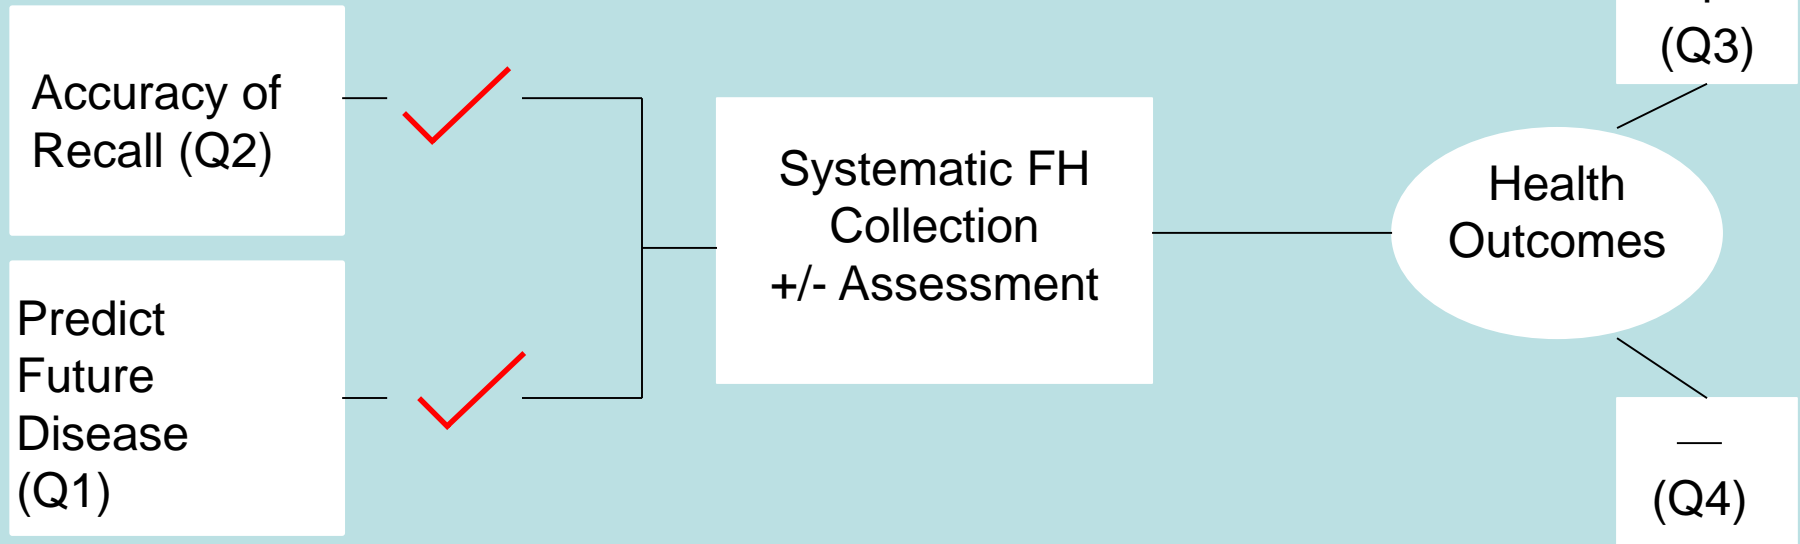 Accuracy of
Recall (Q2)
Predict
Future
Disease
(Q1)
Systematic FH
Collection
+/- Assessment
Health
Outcomes
(Q3)
(Q4)